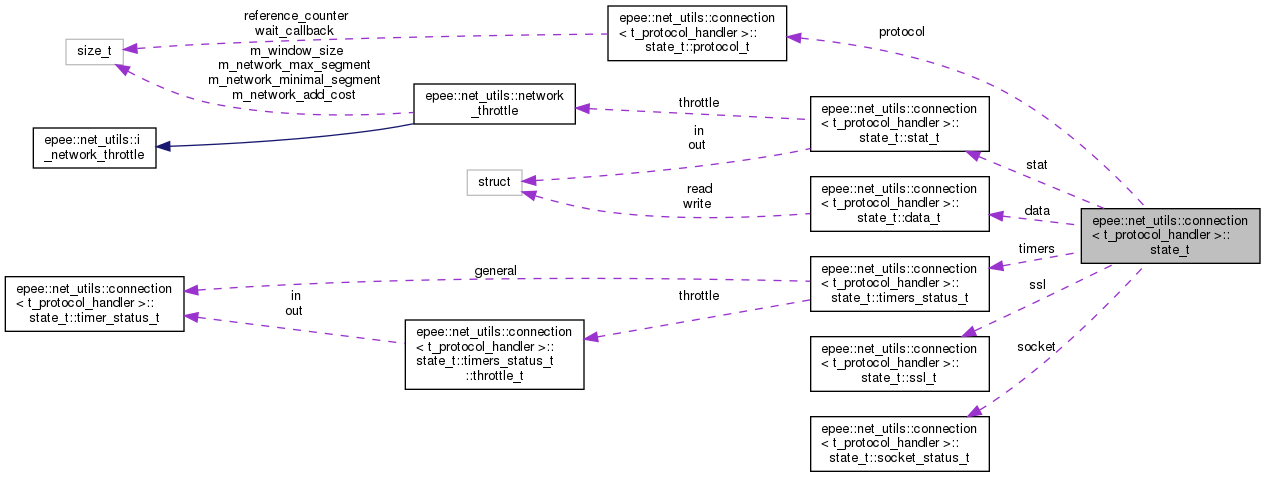 reference_counter
wait_callback
size_t
m_window_size
m_network_max_segment
m_network_minimal_segment
m_network_add_cost
epee::net_utils::connection
< t_protocol_handler >::
state_t::protocol_t
protocol
epee::net_utils::network
_throttle
epee::net_utils::i
_network_throttle
throttle
in
out
epee::net_utils::connection
< t_protocol_handler >::
state_t::stat_t
stat
struct
read
write
epee::net_utils::connection
< t_protocol_handler >::
state_t::data_t
data
epee::net_utils::connection
< t_protocol_handler >::
state_t
timers
general
epee::net_utils::connection
< t_protocol_handler >::
state_t::timer_status_t
in
out
throttle
epee::net_utils::connection
< t_protocol_handler >::
state_t::timers_status_t
ssl
epee::net_utils::connection
< t_protocol_handler >::
state_t::timers_status_t
::throttle_t
epee::net_utils::connection
< t_protocol_handler >::
state_t::ssl_t
socket
epee::net_utils::connection
< t_protocol_handler >::
state_t::socket_status_t